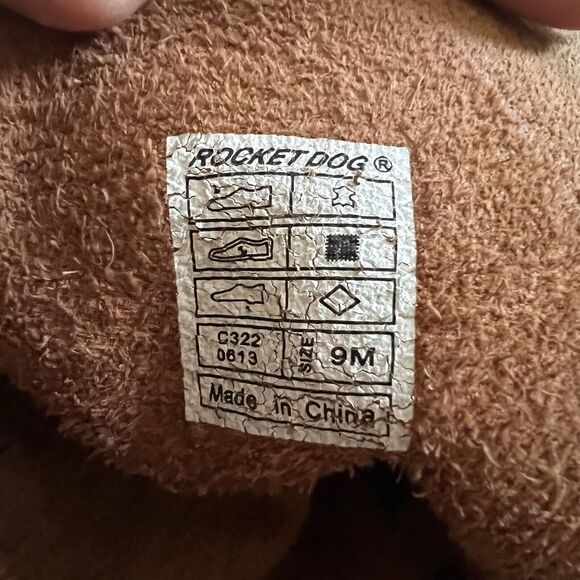 ROCKET DOG ®
C322
0613
SIZE
9M
Made in China